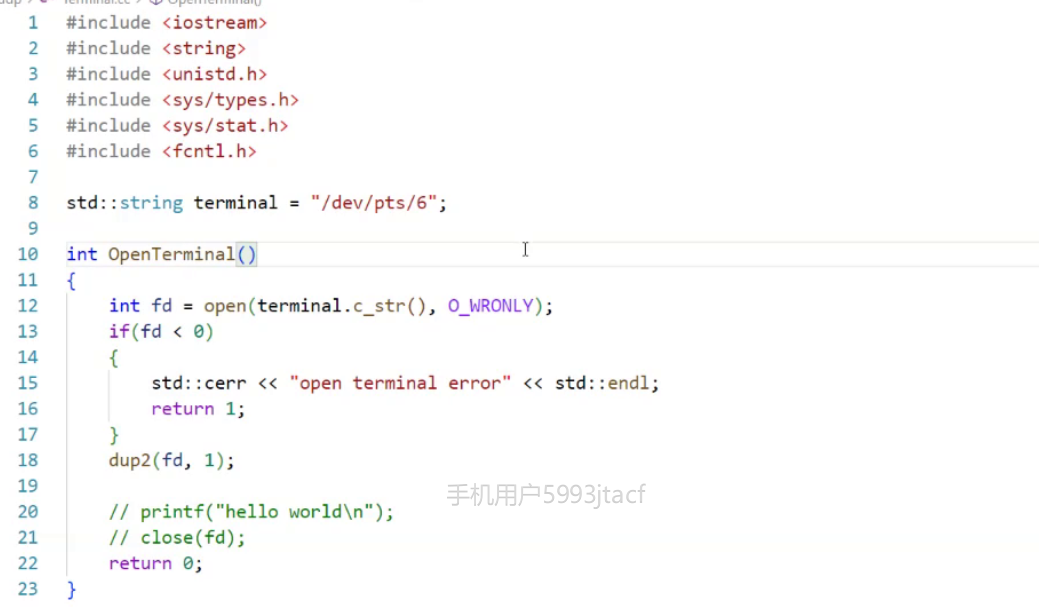 Terminal.cc > OpenTerminal()
1 #include <iostream>
2 #include <string>
3 #include <unistd.h>
4 #include <sys/types.h>
5 #include <sys/stat.h>
6 #include <fcntl.h>
7
8 std::string terminal = "/dev/pts/6";
9
10 int OpenTerminal()
11 {
12 int fd = open(terminal.c_str(), O_WRONLY);
13 if(fd < 0)
14 {
15 std::cerr << "open terminal error" << std::endl;
16 return 1;
17 }
18 dup2(fd, 1);
19
手机用户5993jtacf
20 // printf("hello world\n");
21 // close(fd);
22 return 0;
23 }